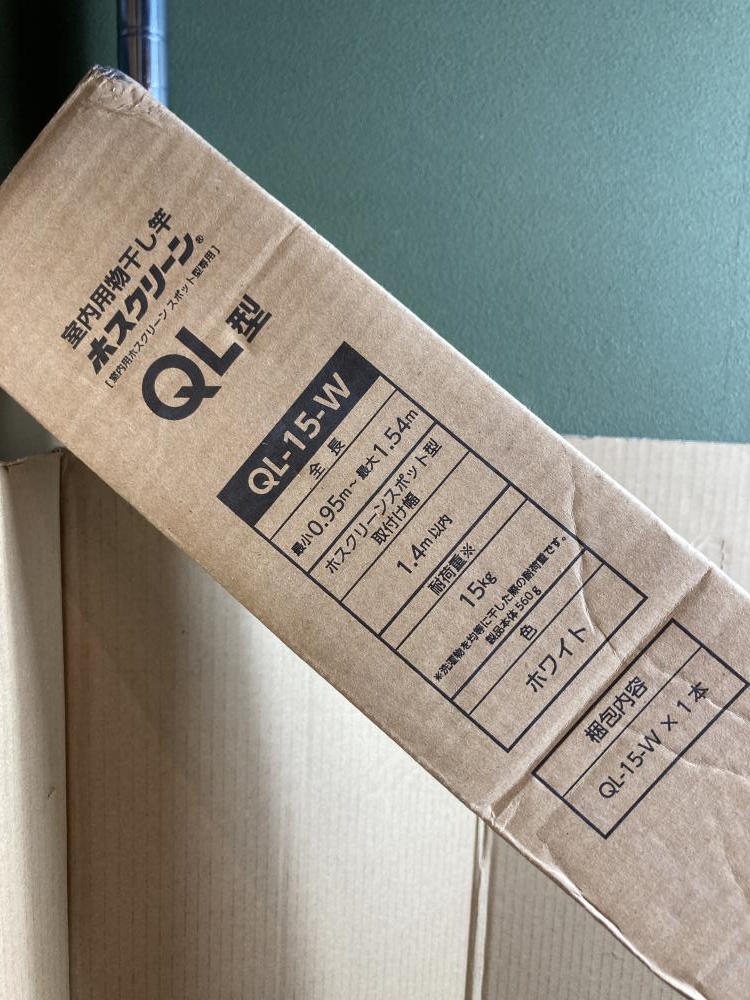 室内用物干し竿
ホスクリーン®
[室内用ホスクリーン スポット型専用]
QL型
QL-15-W
全長
最小0.95m～最大1.54m
ホスクリーンスポット型
取付け幅
1.4m以内
耐荷重※
15kg
※洗濯物を均等に干した際の耐荷重です。
製品本体560g
色
ホワイト
梱包内容
QL-15-W×1本